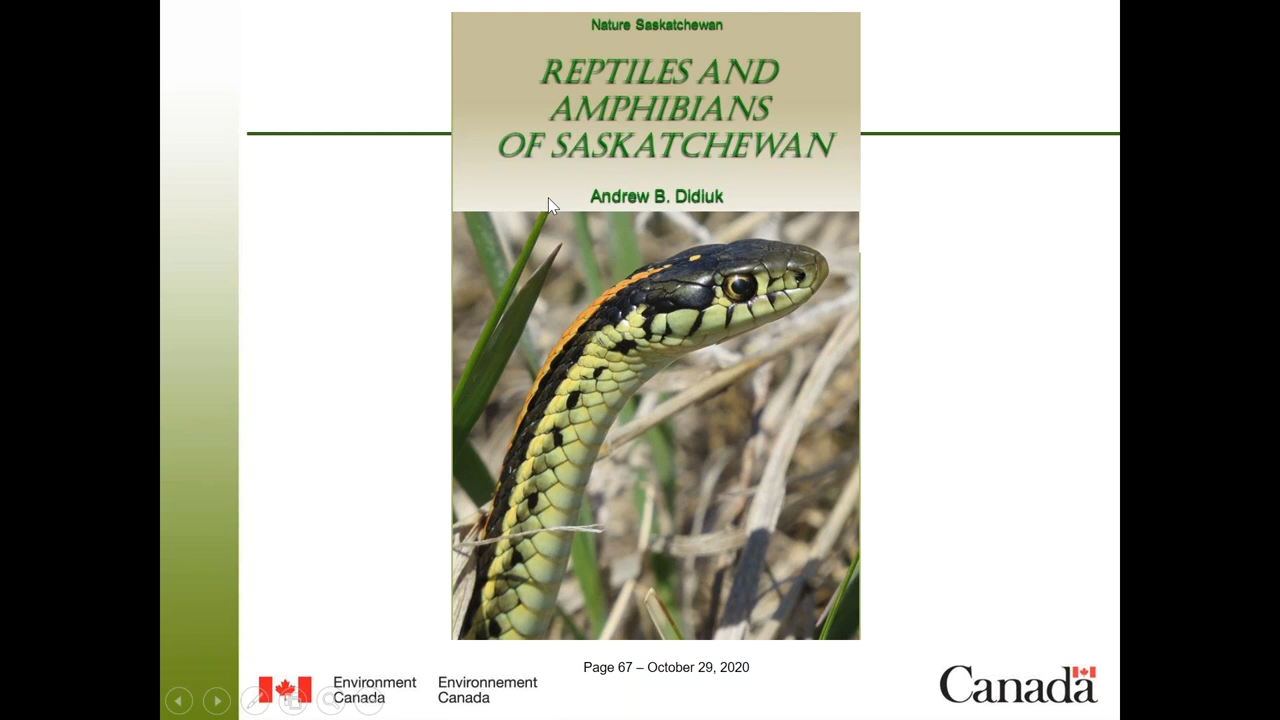 Nature Saskatchewan
REPTILES AND
AMPHIBIANS
OF SASKATCHEWAN
Andrew B. Didiuk
Page 67 – October 29, 2020
Environment
Canada
Environnement
Canada
Canada